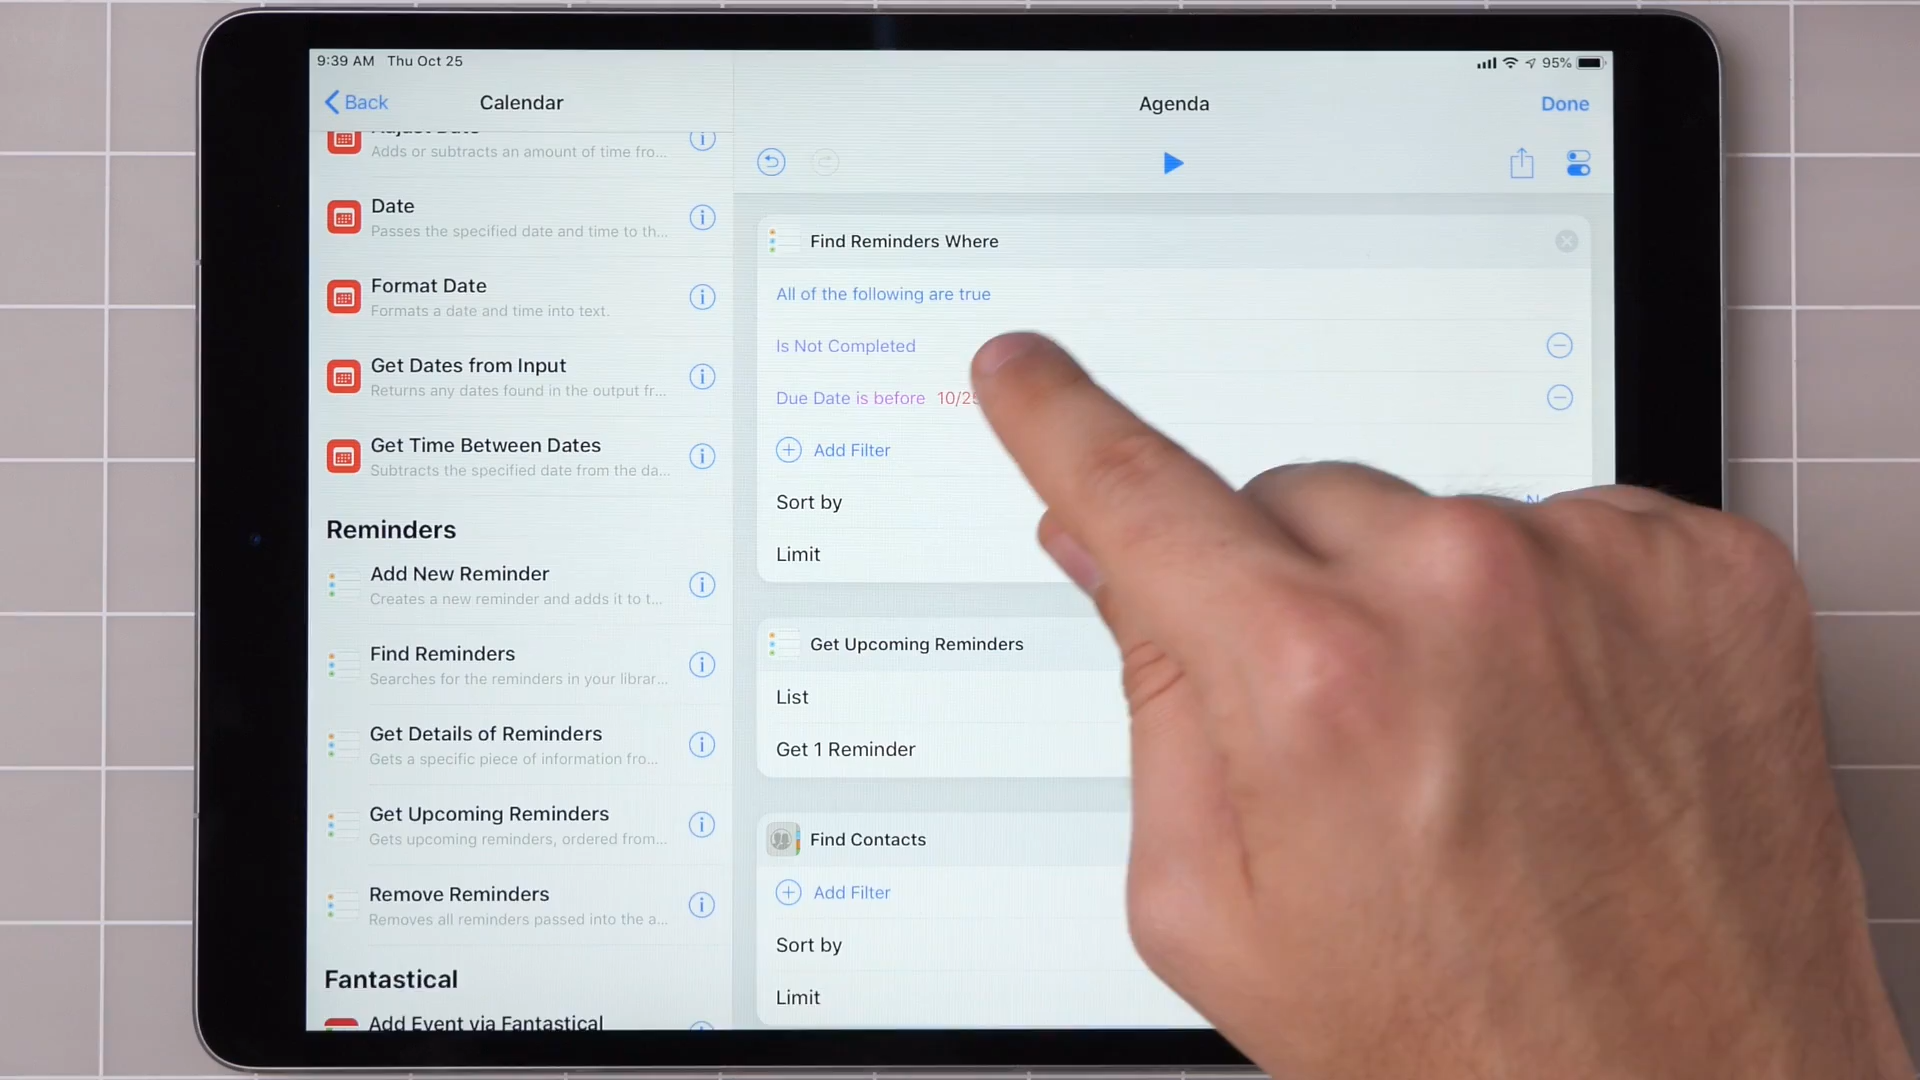 9:39 AM Thu Oct 25
95%
Back
Calendar
Agenda
Done
Adds or subtracts an amount of time fro...
Date
Passes the specified date and time to th...
Format Date
Formats a date and time into text.
Get Dates from Input
Returns any dates found in the output fr...
Get Time Between Dates
Subtracts the specified date from the da...
Reminders
Add New Reminder
Creates a new reminder and adds it to t...
Find Reminders
Searches for the reminders in your librar...
Get Details of Reminders
Gets a specific piece of information fro...
Get Upcoming Reminders
Gets upcoming reminders, ordered from...
Remove Reminders
Removes all reminders passed into the a...
Fantastical
Add Event via Fantastical
Find Reminders Where
All of the following are true
Is Not Completed
Due Date is before 10/25
Add Filter
Sort by
Limit
Get Upcoming Reminders
List
Get 1 Reminder
Find Contacts
Add Filter
Sort by
Limit